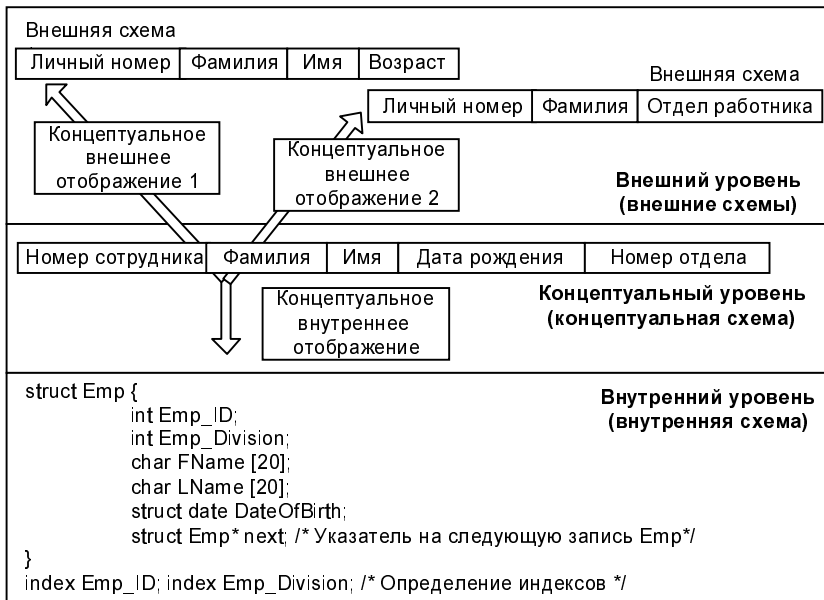 Внешняя схема
Личный номер Фамилия Имя Возраст
Внешняя схема
Личный номер Фамилия Отдел работника
Концептуальное
внешнее
отображение 1
Концептуальное
внешнее
отображение 2
Внешний уровень
(внешние схемы)
Номер сотрудника Фамилия Имя Дата рождения Номер отдела
Концептуальное
внутреннее
отображение
Концептуальный уровень
(концептуальная схема)
Внутренний уровень
(внутренняя схема)
struct Emp {
int Emp_ID;
int Emp_Division;
char FName [20];
char LName [20];
struct date DateOfBirth;
struct Emp* next; /* Указатель на следующую запись Emp*/
}
index Emp_ID; index Emp_Division; /* Определение индексов */